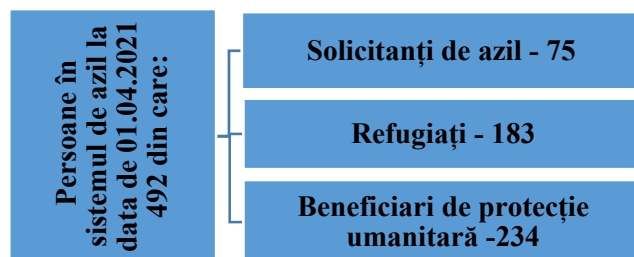 Persoane în
sistemul de azil la
data de 01.04.2021
492 din care:
Solicitanți de azil - 75
Refugiați - 183
Beneficiari de protecție
umanitară -234